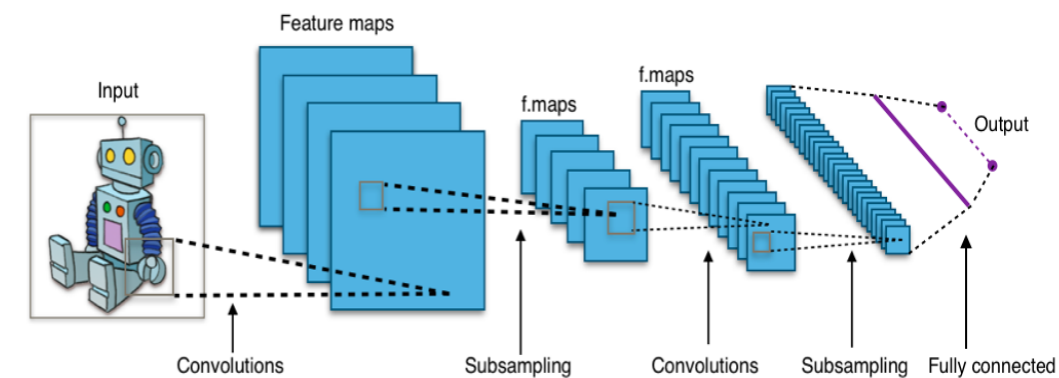 Input
Feature maps
f.maps
f.maps
Output
Convolutions
Subsampling
Convolutions
Subsampling
Fully connected